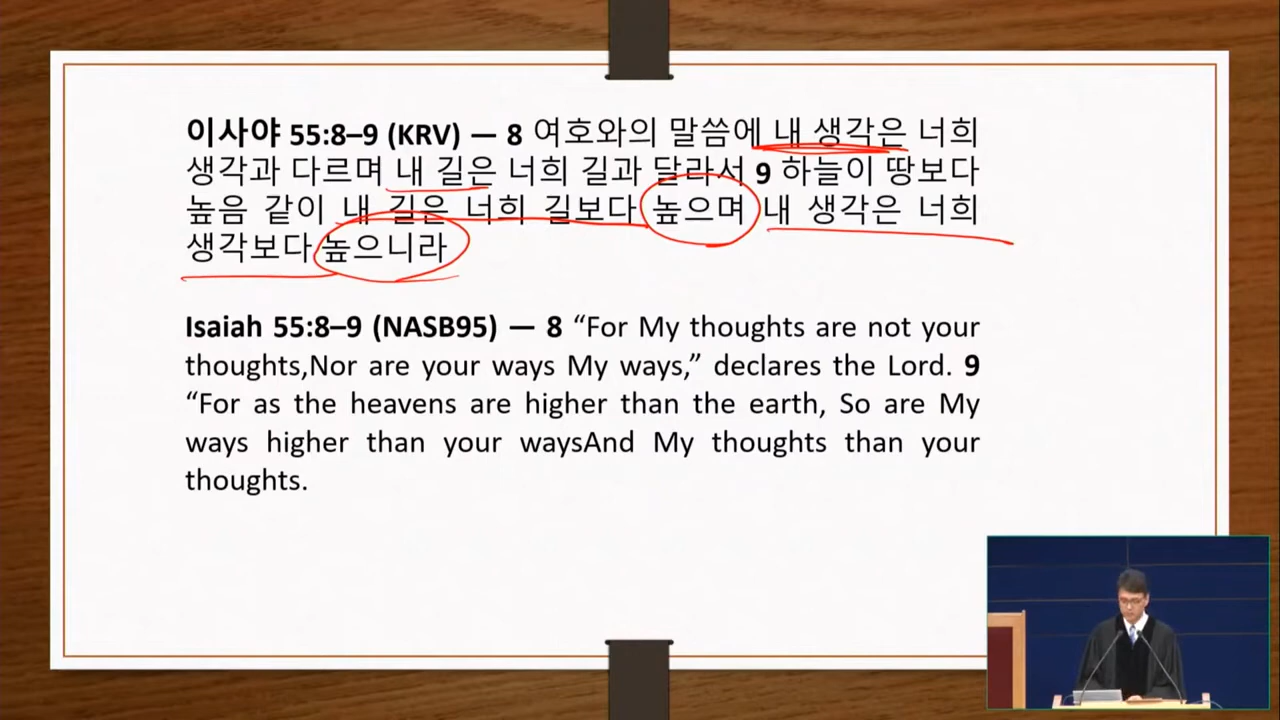 이사야 55:8–9 (KRV) — 8 여호와의 말씀에 내 생각은 너희
생각과 다르며 내 길은 너희 길과 달라서 9 하늘이 땅보다
높음 같이 내 길은 너희 길보다 높으며 내 생각은 너희
생각보다 높으니라
Isaiah 55:8–9 (NASB95) — 8 “For My thoughts are not your
thoughts,Nor are your ways My ways,” declares the Lord. 9
“For as the heavens are higher than the earth, So are My
ways higher than your waysAnd My thoughts than your
thoughts.